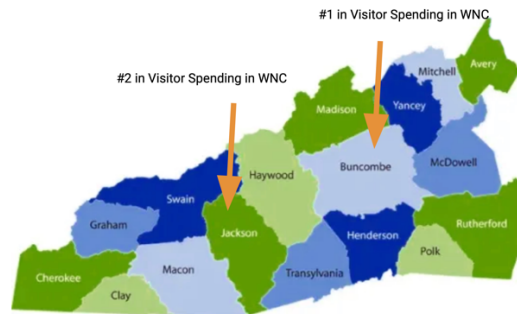 #1 in Visitor Spending in WNC
#2 in Visitor Spending in WNC
Avery
Mitchell
Yancey
Madison
McDowell
Buncombe
Haywood
Swain
Rutherford
Graham
Jackson
Henderson
Polk
Macon
Transylvania
Cherokee
Clay